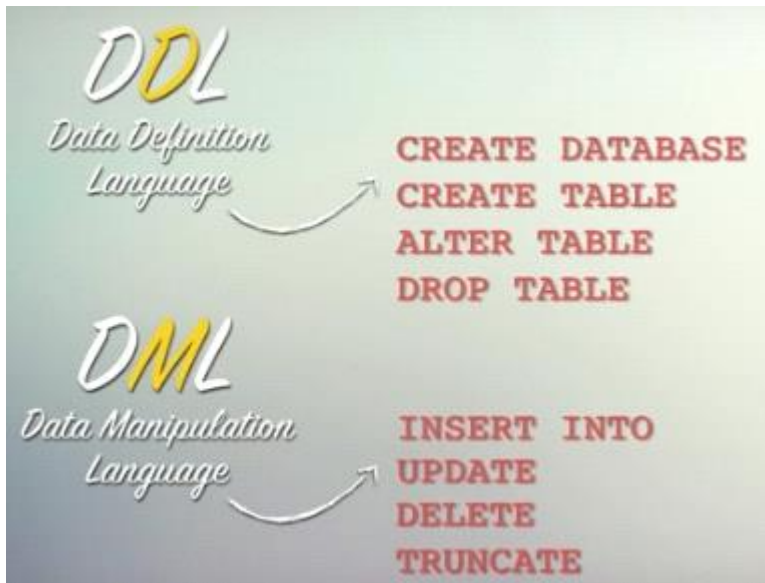 DDL
Data Definition
Language
CREATE DATABASE
CREATE TABLE
ALTER TABLE
DROP TABLE
DML
Data Manipulation
Language
INSERT INTO
UPDATE
DELETE
TRUNCATE